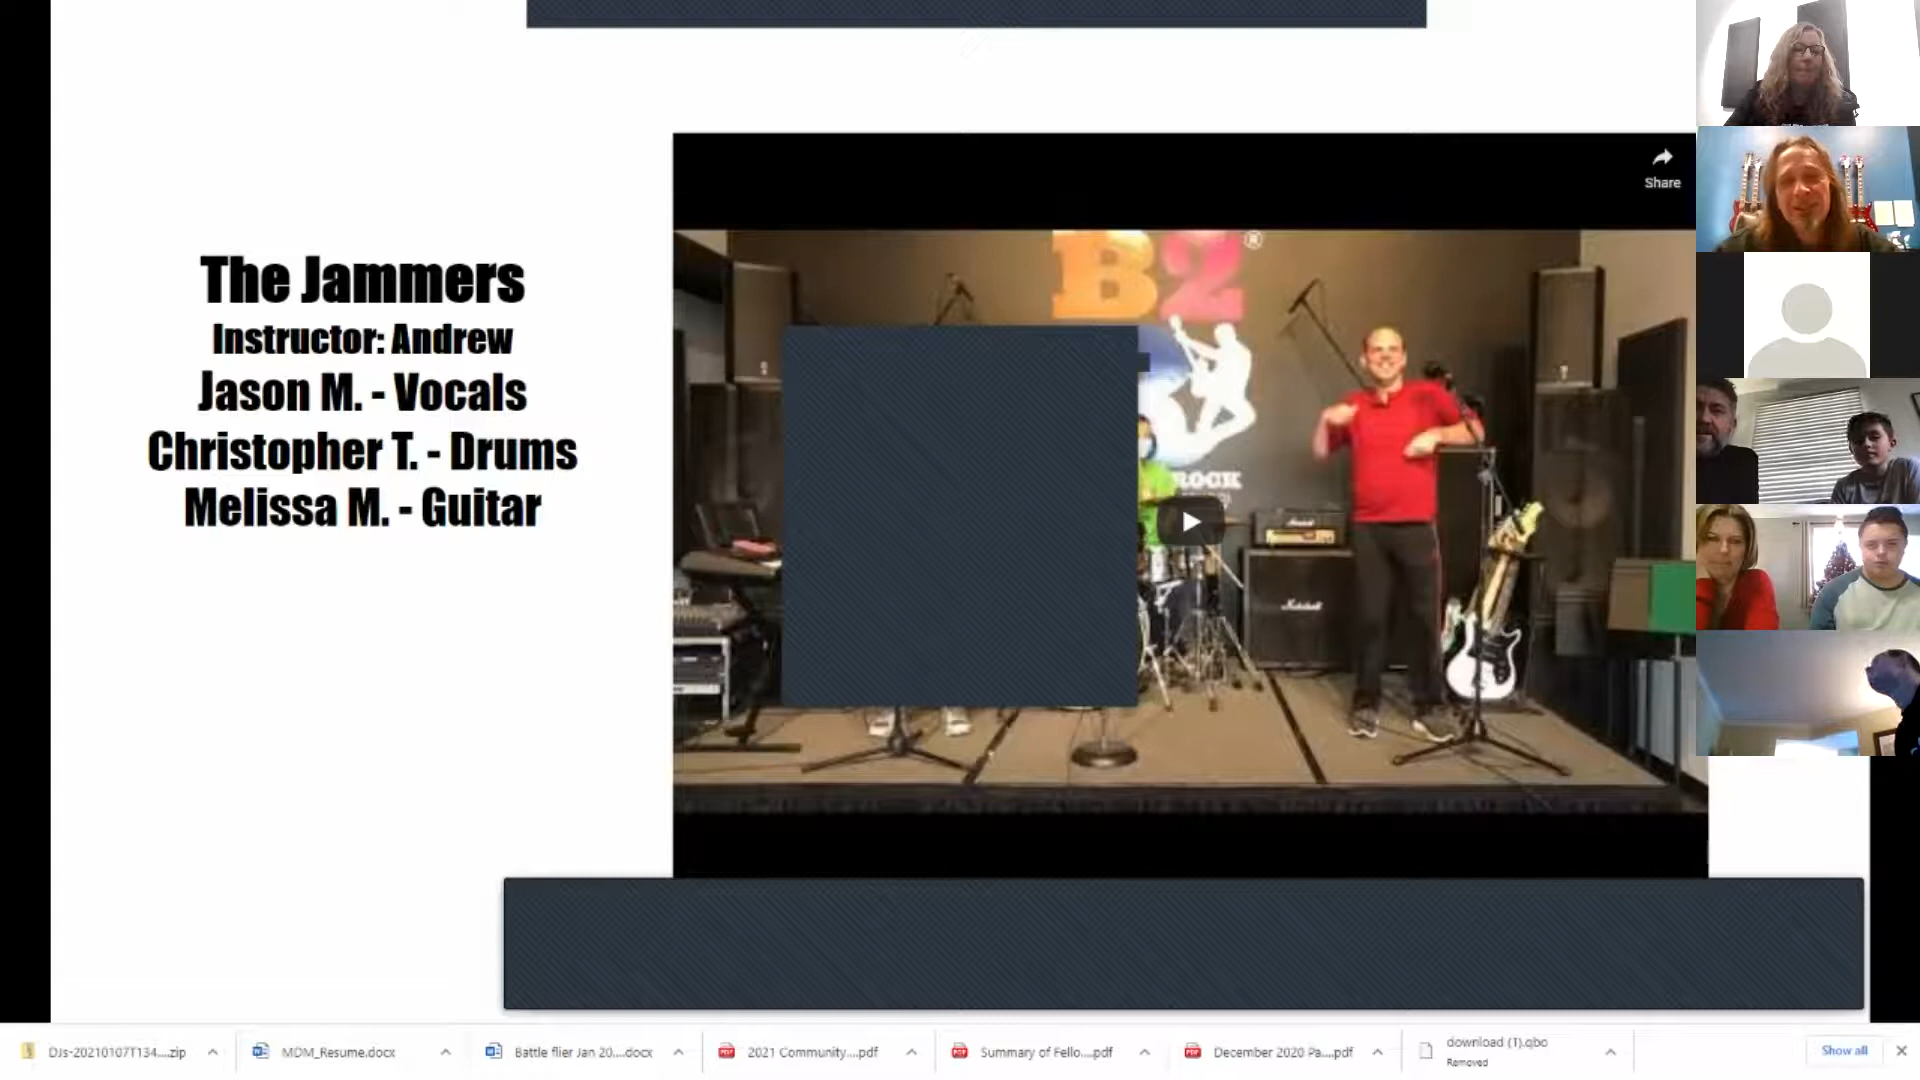 Share
B2
®
The Jammers
Instructor: Andrew
Jason M. - Vocals
Christopher T. - Drums
Melissa M. - Guitar
ROCK
Marshall
Marshall
DJs-20210107T134....zip
MDM_Resume.docx
Battle flier Jan 20....docx
2021 Community....pdf
Summary of Fello....pdf
December 2020 Pa....pdf
download (1).qbo
Removed
Show all